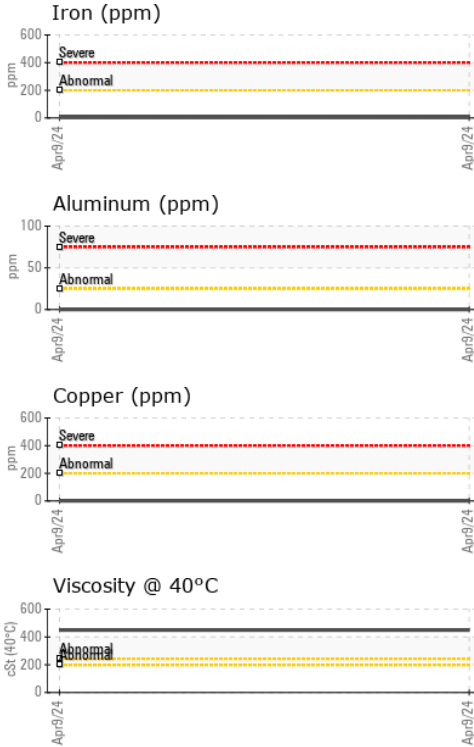 Iron (ppm)
600
Severe
400
ppm
Abnormal
200
0
Apr9/24
Apr9/24
Aluminum (ppm)
100
Severe
ppm
50
Abnormal
0
Apr9/24
Apr9/24
Copper (ppm)
600
Severe
400
ppm
Abnormal
200
0
Apr9/24
Apr9/24
Viscosity @ 40°C
600
400
cSt (40°C)
Abnormal
Abnormal
200
0
Apr9/24
Apr9/24